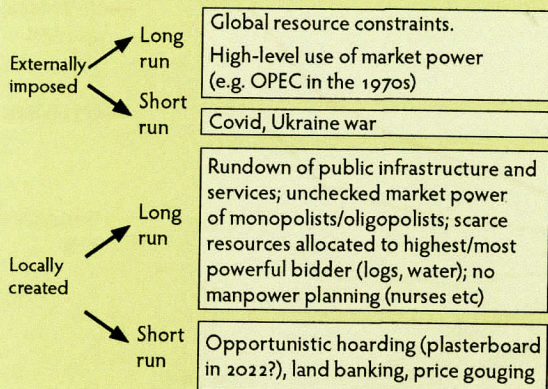 Externally
imposed
Long
run
Global resource constraints.
High-level use of market power
(e.g. OPEC in the 1970s)
Short
run
Covid, Ukraine war
Locally
created
Long
run
Rundown of public infrastructure and
services; unchecked market power
of monopolists/oligopolists; scarce
resources allocated to highest/most
powerful bidder (logs, water); no
manpower planning (nurses etc)
Short
run
Opportunistic hoarding (plasterboard
in 2022?), land banking, price gouging